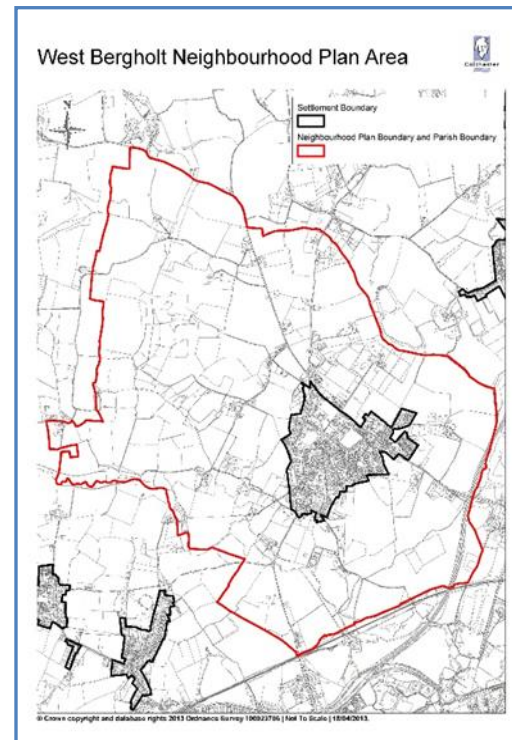 West Bergholt Neighbourhood Plan Area
Colchester
Settlement Boundary
Neighbourhood Plan Boundary and Parish Boundary
© Crown copyright and database rights 2013 Ordnance Survey 100023706 | Not To Scale | 18/04/2013.